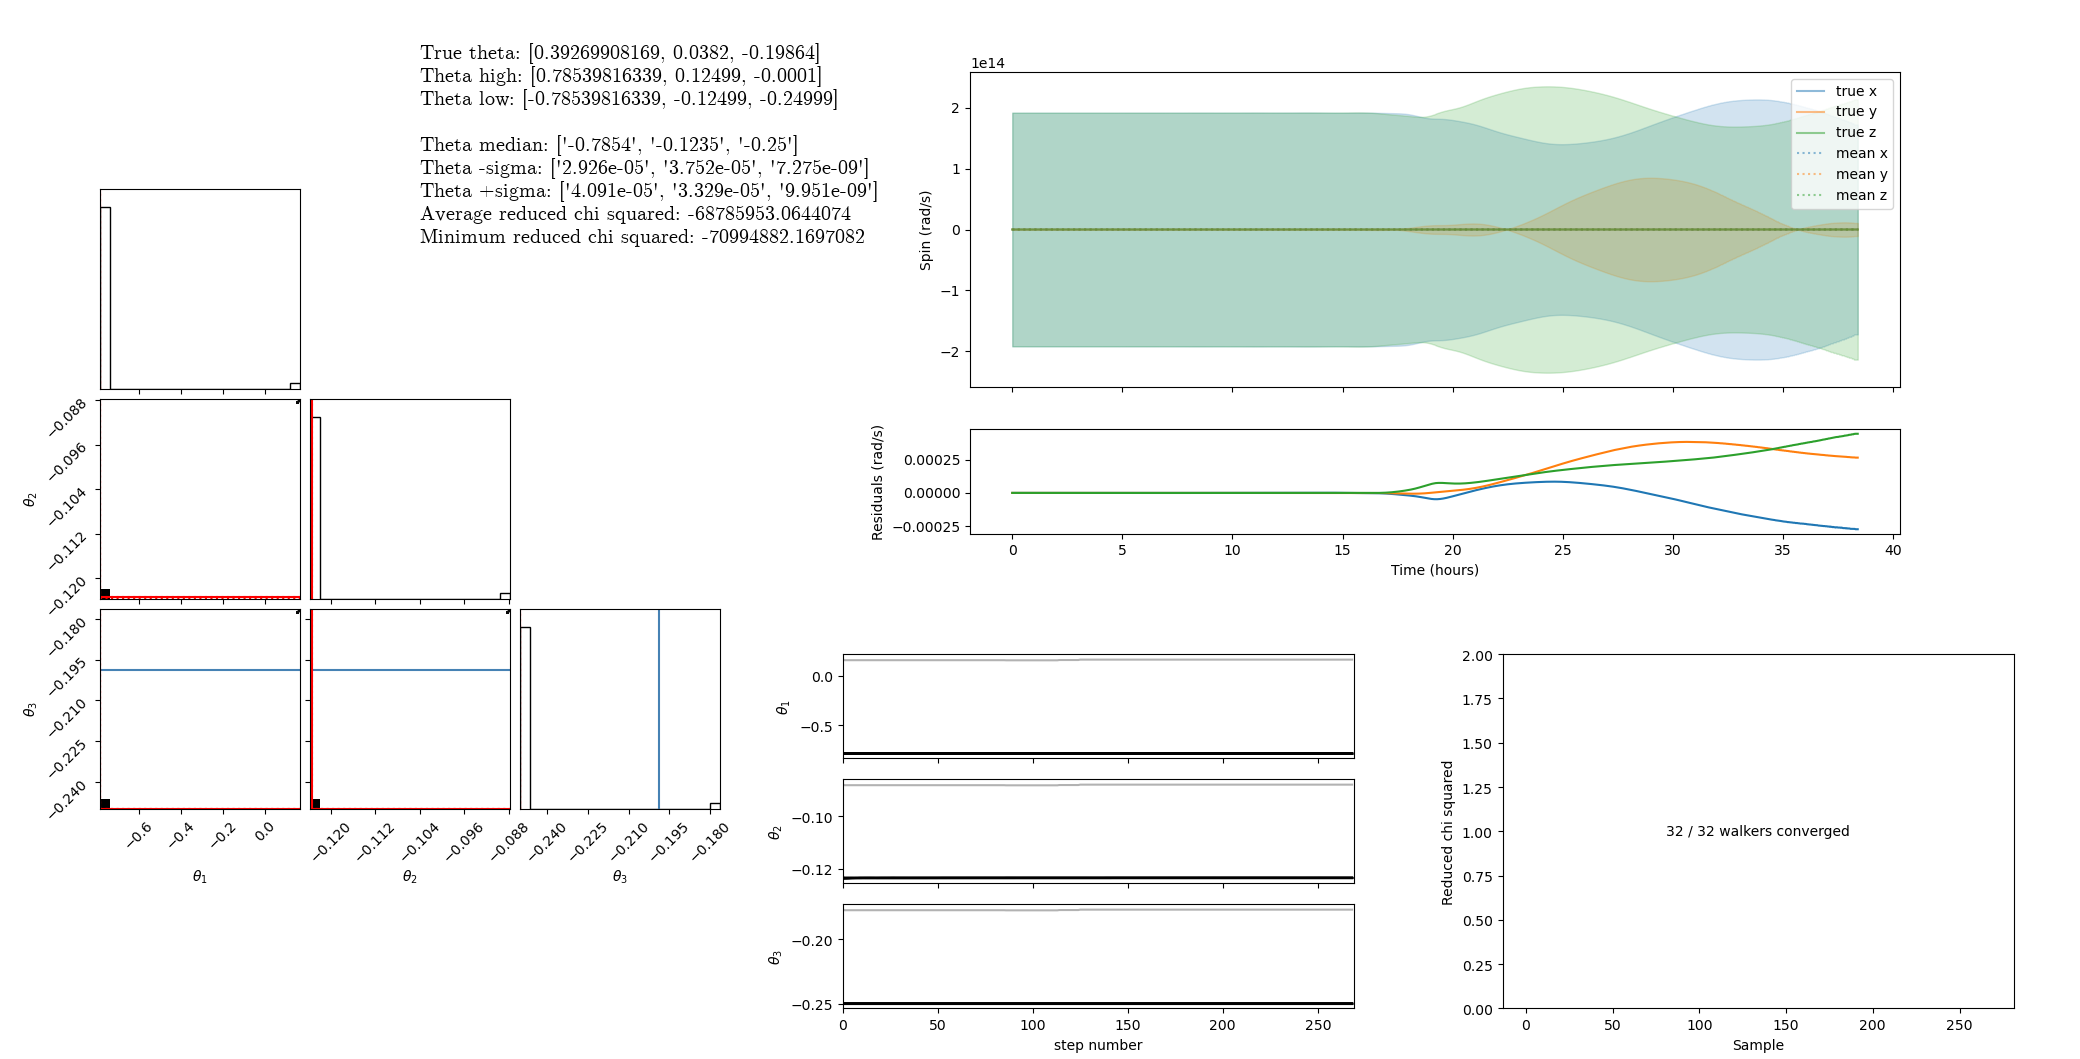 True theta: [0.39269908169, 0.0382, -0.19864]
Theta high: [0.78539816339, 0.12499, -0.0001]
Theta low: [-0.78539816339, -0.12499, -0.24999]
Theta median: ['-0.7854', '-0.1235', '-0.25']
Theta -sigma: ['2.926e-05', '3.752e-05', '7.275e-09']
Theta +sigma: ['4.091e-05', '3.329e-05', '9.951e-09']
Average reduced chi squared: -68785953.0644074
Minimum reduced chi squared: -70994882.1697082
1e14
2
1
0
−1
−2
Spin (rad/s)
true x
true y
true z
mean x
mean y
mean z
0.00025
0.00000
−0.00025
Residuals (rad/s)
0 5 10 15 20 25 30 35 40
Time (hours)
−0.088
−0.096
−0.104
−0.112
−0.120
θ2
−0.180
−0.195
−0.210
−0.225
−0.240
θ3
−0.6 −0.4 −0.2 0.0
θ1
−0.120 −0.112 −0.104 −0.096 −0.088
θ2
−0.240 −0.225 −0.210 −0.195 −0.180
θ3
0.0
−0.5
θ1
−0.10
−0.12
θ2
−0.20
−0.25
θ3
0 50 100 150 200 250
step number
2.00
1.75
1.50
1.25
1.00
0.75
0.50
0.25
0.00
Reduced chi squared
32 / 32 walkers converged
0 50 100 150 200 250
Sample